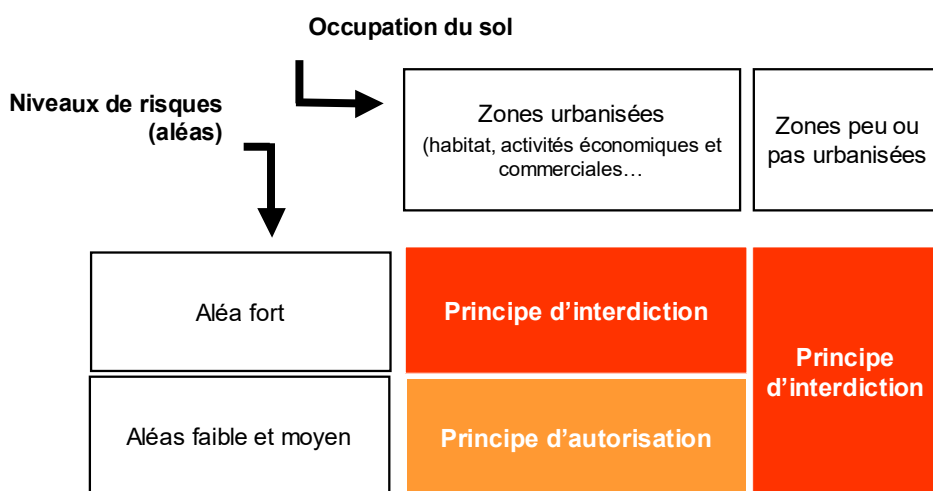 Occupation du sol
Niveaux de risques
(aléas)
Zones urbanisées
(habitat, activités économiques et
commerciales…
Zones peu ou
pas urbanisées
Aléa fort
Principe d’interdiction
Principe
d’interdiction
Aléas faible et moyen
Principe d’autorisation